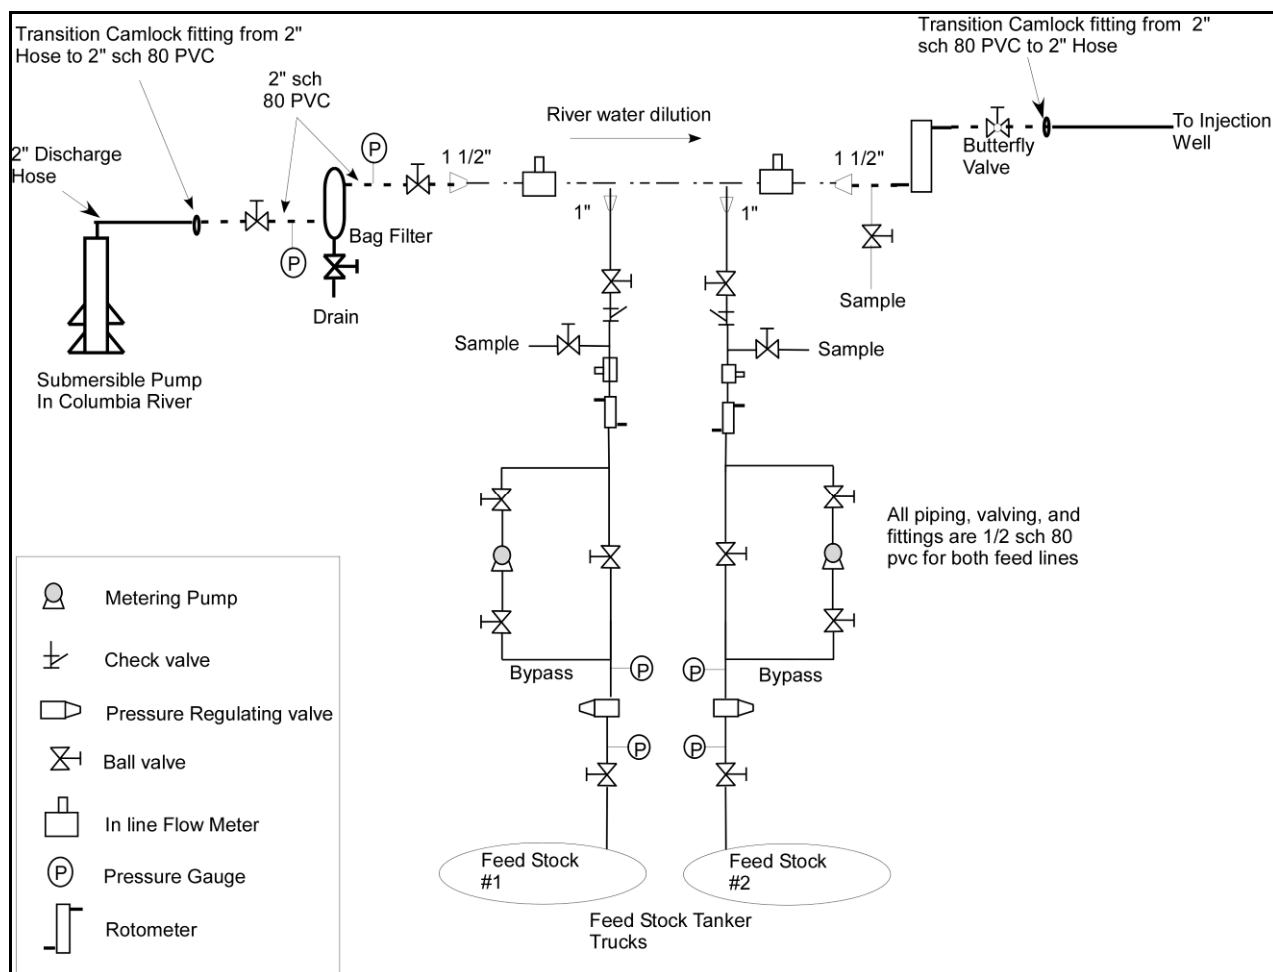 Transition Camlock fitting from 2"
Hose to 2" sch 80 PVC
Transition Camlock fitting from 2"
sch 80 PVC to 2" Hose
2" sch
80 PVC
River water dilution
To Injection
Well
2" Discharge
Hose
P
1 1/2"
1 1/2"
Butterfly
Valve
1"
1"
Bag Filter
P
Drain
Sample
Sample
Sample
Submersible Pump
In Columbia River
All piping, valving, and
fittings are 1/2 sch 80
pvc for both feed lines
Bypass
P
P
Bypass
P
P
Feed Stock
#1
Feed Stock
#2
Feed Stock Tanker
Trucks
Metering Pump
Check valve
Pressure Regulating valve
Ball valve
In line Flow Meter
P
Pressure Gauge
Rotometer